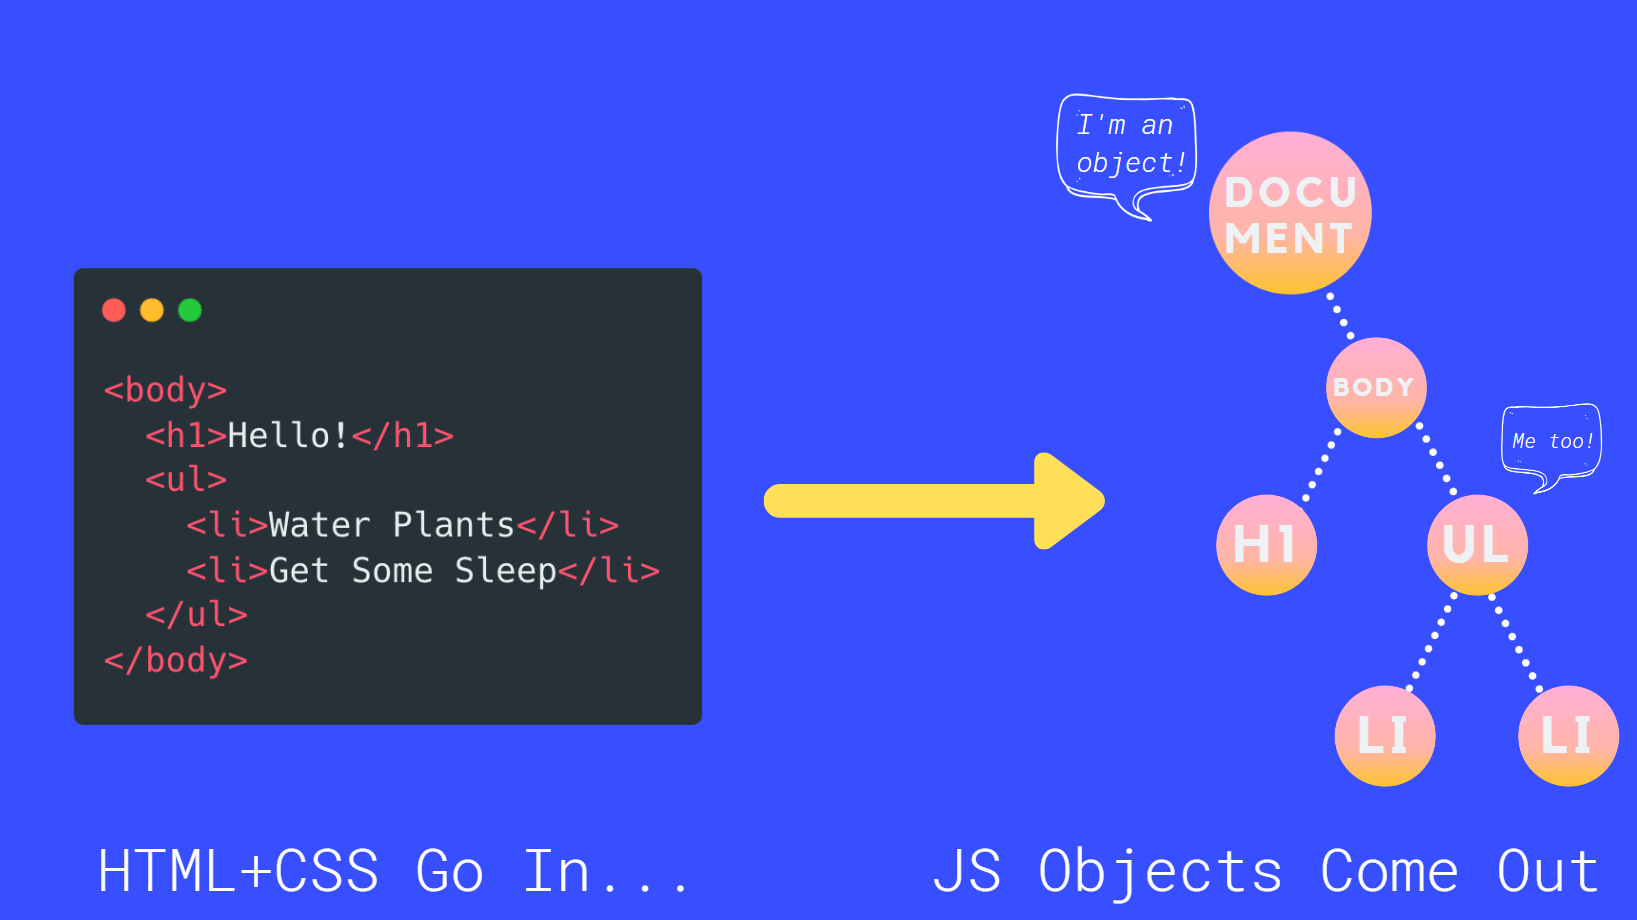 <body>
<h1>Hello!</h1>
<ul>
<li>Water Plants</li>
<li>Get Some Sleep</li>
</ul>
</body>
HTML+CSS Go In...
I'm an
object!
DOCU
MENT
BODY
Me too!
H1
UL
LI
LI
JS Objects Come Out